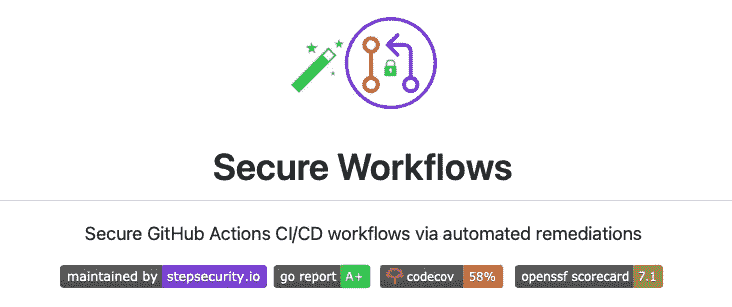 Secure Workflows
Secure GitHub Actions CI/CD workflows via automated remediations
maintained by stepsecurity.io go report A+ codecov 58% openssf scorecard 7.1